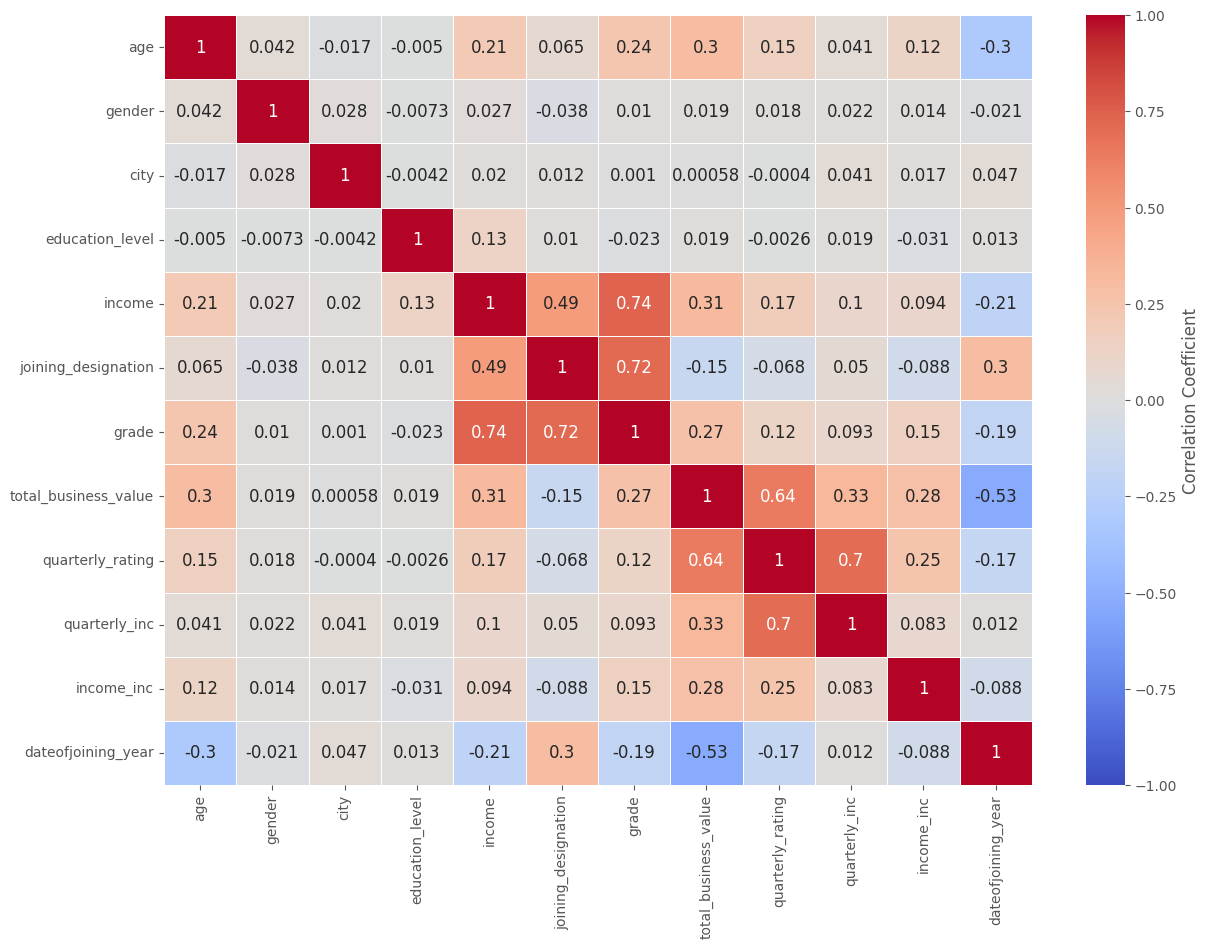 age 1 0.042 -0.017 -0.005 0.21 0.065 0.24 0.3 0.15 0.041 0.12 -0.3
gender 0.042 1 0.028 -0.0073 0.027 -0.038 0.01 0.019 0.018 0.022 0.014 -0.021
city -0.017 0.028 1 -0.0042 0.02 0.012 0.001 0.00058 -0.0004 0.041 0.017 0.047
education_level -0.005 -0.0073 -0.0042 1 0.13 0.01 -0.023 0.019 -0.0026 0.019 -0.031 0.013
income 0.21 0.027 0.02 0.13 1 0.49 0.74 0.31 0.17 0.1 0.094 -0.21
joining_designation 0.065 -0.038 0.012 0.01 0.49 1 0.72 -0.15 -0.068 0.05 -0.088 0.3
grade 0.24 0.01 0.001 -0.023 0.74 0.72 1 0.27 0.12 0.093 0.15 -0.19
total_business_value 0.3 0.019 0.00058 0.019 0.31 -0.15 0.27 1 0.64 0.33 0.28 -0.53
quarterly_rating 0.15 0.018 -0.0004 -0.0026 0.17 -0.068 0.12 0.64 1 0.7 0.25 -0.17
quarterly_inc 0.041 0.022 0.041 0.019 0.1 0.05 0.093 0.33 0.7 1 0.083 0.012
income_inc 0.12 0.014 0.017 -0.031 0.094 -0.088 0.15 0.28 0.25 0.083 1 -0.088
dateofjoining_year -0.3 -0.021 0.047 0.013 -0.21 0.3 -0.19 -0.53 -0.17 0.012 -0.088 1
age
gender
city
education_level
income
joining_designation
grade
total_business_value
quarterly_rating
quarterly_inc
income_inc
dateofjoining_year
1.00
0.75
0.50
0.25
0.00
−0.25
−0.50
−0.75
−1.00
Correlation Coefficient